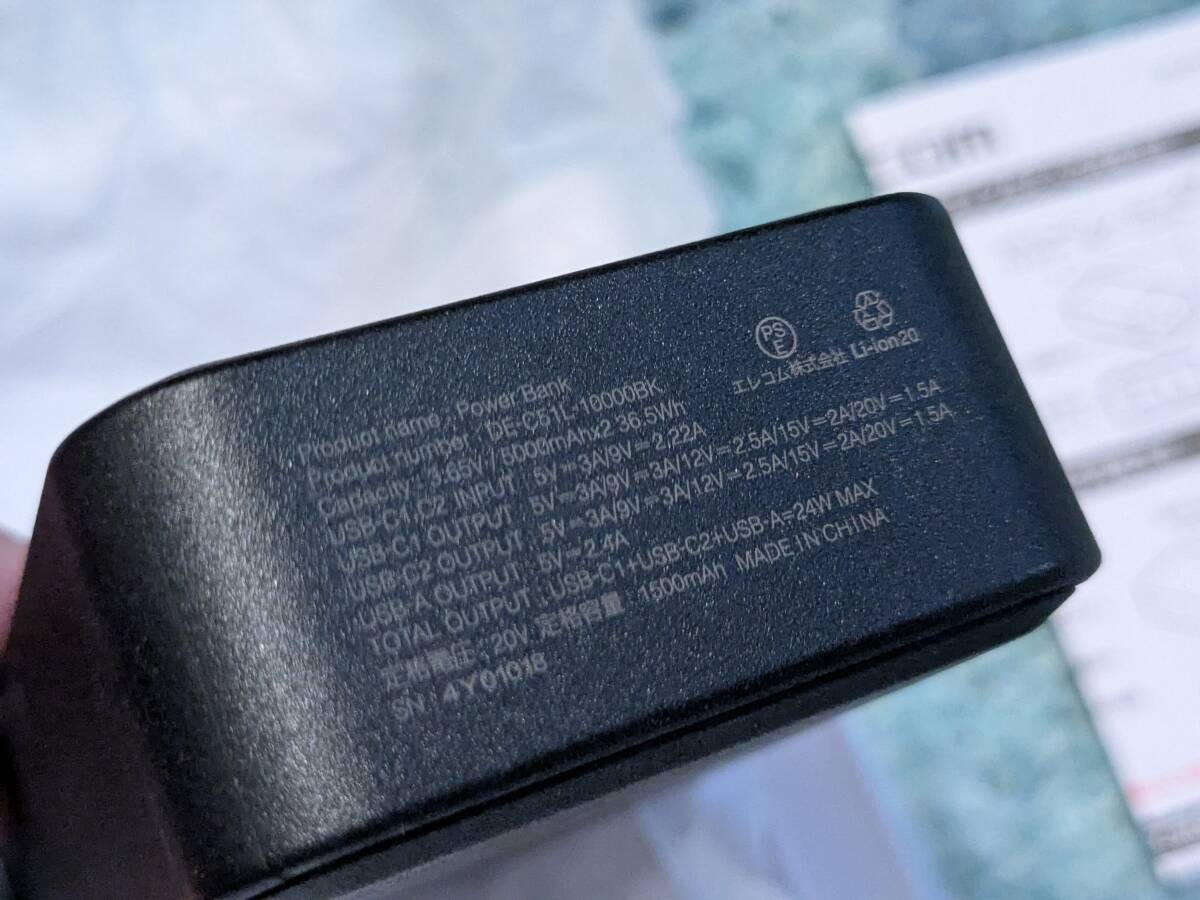 Product name : Power Bank
Product number : DE-C51L-10000BK
Capacity : 3.65V / 5000mAhx2 36.5Wh
USB-C1,C2 INPUT : 5V=3A/9V=2.22A
USB-C1 OUTPUT : 5V=3A/9V=3A/12V=2.5A/15V=2A/20V=1.5A
USB-C2 OUTPUT : 5V=3A/9V=3A/12V=2.5A/15V=2A/20V=1.5A
USB-A OUTPUT : 5V=2.4A
TOTAL OUTPUT : USB-C1+USB-C2+USB-A=24W MAX
定格電圧 : 20V 定格容量 1500mAh MADE IN CHINA
SN : 4Y01018
PSE
エレコム株式会社 Li-ion20